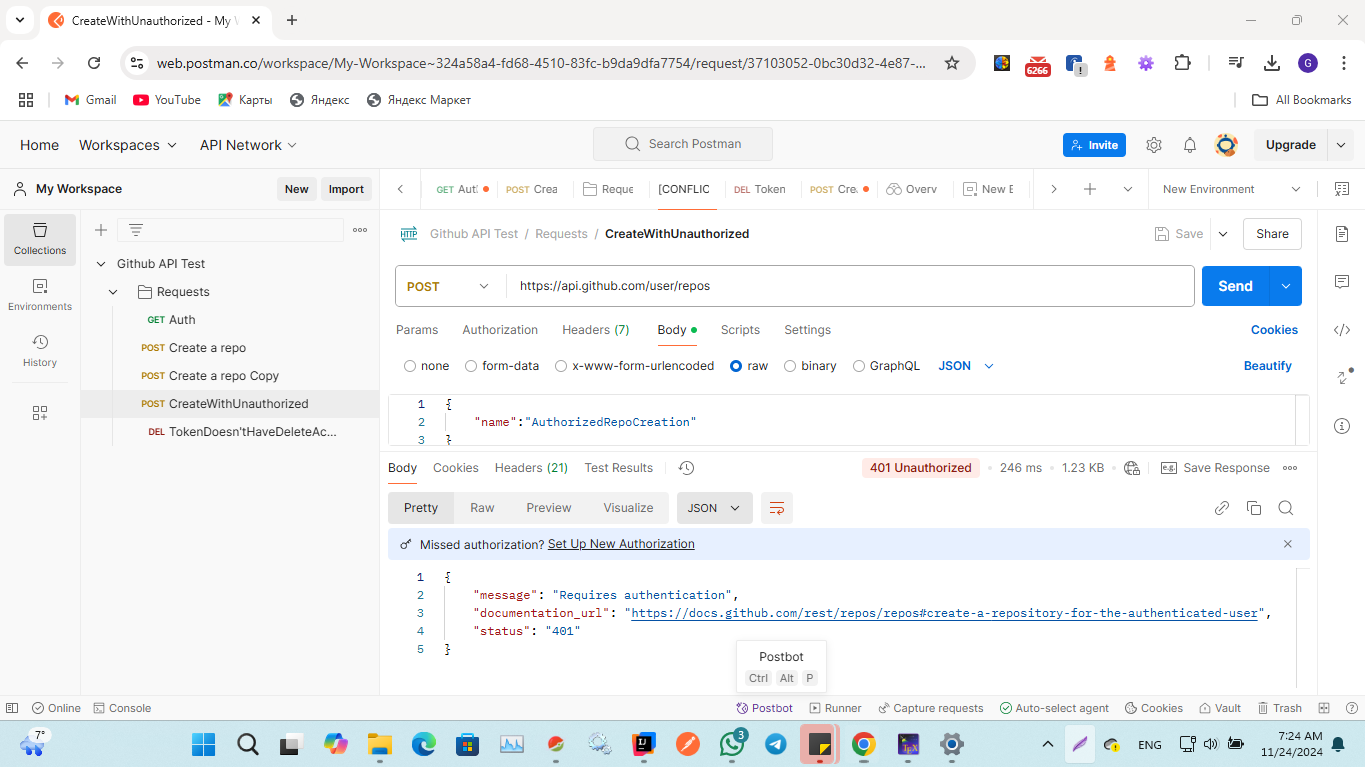 CreateWithUnauthorized - My W
web.postman.co/workspace/My-Workspace~324a58a4-fd68-4510-83fc-b9da9dfa7754/request/37103052-0bc30d32-4e87-...
6266
G
Gmail
YouTube
Карты
Яндекс
Яндекс Маркет
All Bookmarks
Home
Workspaces
API Network
Search Postman
Invite
Upgrade
My Workspace
New
Import
GET Aut
POST Crea
Reque
[CONFLIC
DEL Token
POST Cre
Overv
New E
New Environment
Collections
Environments
History
Github API Test
Requests
GET Auth
POST Create a repo
POST Create a repo Copy
POST CreateWithUnauthorized
DEL TokenDoesn'tHaveDeleteAc...
HTTP
Github API Test / Requests / CreateWithUnauthorized
Save
Share
POST
https://api.github.com/user/repos
Send
Params
Authorization
Headers (7)
Body
Scripts
Settings
Cookies
none
form-data
x-www-form-urlencoded
raw
binary
GraphQL
JSON
Beautify
1 {
2 "name":"AuthorizedRepoCreation"
3 }
Body
Cookies
Headers (21)
Test Results
401 Unauthorized
246 ms
1.23 KB
e.g.
Save Response
Pretty
Raw
Preview
Visualize
JSON
Missed authorization? Set Up New Authorization
1 {
2 "message": "Requires authentication",
3 "documentation_url": "https://docs.github.com/rest/repos/repos#create-a-repository-for-the-authenticated-user",
4 "status": "401"
5 }
Postbot
Ctrl Alt P
Online
Console
Postbot
Runner
Capture requests
Auto-select agent
Cookies
Vault
Trash
7°
3
ENG
7:24 AM
11/24/2024